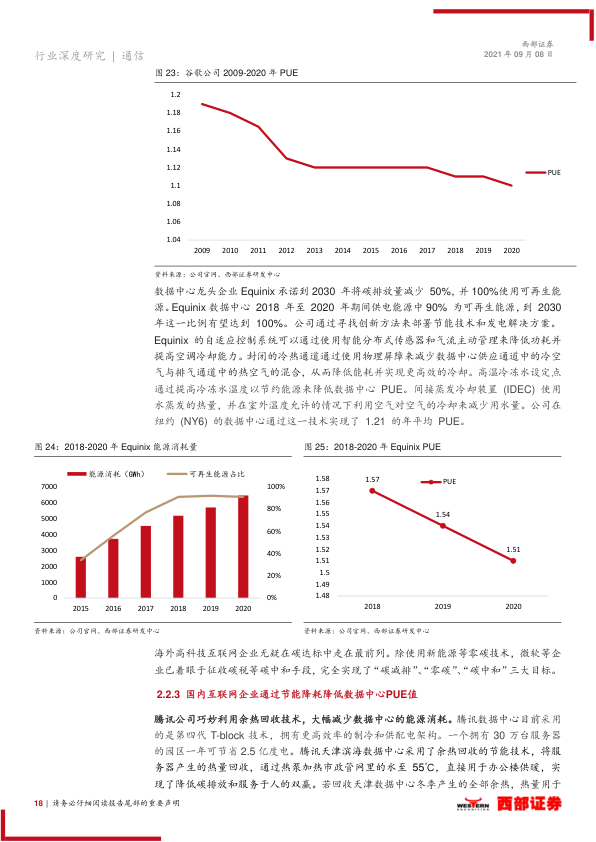 西部证券
行业深度研究 | 通信
2021 年 09 月 08 日
图 23：谷歌公司 2009-2020 年 PUE
1.2
1.18
1.16
1.14
1.12
1.1
1.08
1.06
1.04
2009 2010 2011 2012 2013 2014 2015 2016 2017 2018 2019 2020
PUE
资料来源：公司官网、西部证券研发中心
数据中心龙头企业 Equinix 承诺到 2030 年将碳排放量减少 50%，并 100%使用可再生能
源。Equinix 数据中心 2018 年至 2020 年期间供电能源中 90% 为可再生能源，到 2030
年这一比例有望达到 100%。公司通过寻找创新方法来部署节能技术和发电解决方案。
Equinix 的自适应控制系统可以通过使用智能分布式传感器和气流主动管理来降低功耗并
提高空调冷却能力。封闭的冷热通道通过使用物理屏障来减少数据中心供应通道中的冷空
气与排气通道中的热空气的混合，从而降低能耗并实现更高效的冷却。高温冷冻水设定点
通过提高冷冻水温度以节约能源来降低数据中心 PUE。间接蒸发冷却装置 (IDEC) 使用
水蒸发的热量，并在室外温度允许的情况下利用空气对空气的冷却来减少用水量。公司在
纽约 (NY6) 的数据中心通过这一技术实现了 1.21 的年平均 PUE。
图 24：2018-2020 年 Equinix 能源消耗量
能源消耗（GWh） 可再生能源占比
7000
6000
5000
4000
3000
2000
1000
0
100%
80%
60%
40%
20%
0%
2015 2016 2017 2018 2019 2020
资料来源：公司官网、西部证券研发中心
图 25：2018-2020 年 Equinix PUE
PUE
1.58
1.57
1.56
1.55
1.54
1.53
1.52
1.51
1.5
1.49
1.48
1.57
1.54
1.51
2018 2019 2020
资料来源：公司官网、西部证券研发中心
海外高科技互联网企业无疑在碳达标中走在最前列。除使用新能源等零碳技术，微软等企
业已着眼于征收碳税等碳中和手段，完全实现了“碳减排”、“零碳”、“碳中和”三大目标。
2.2.3 国内互联网企业通过节能降耗降低数据中心PUE值
腾讯公司巧妙利用余热回收技术，大幅减少数据中心的能源消耗。腾讯数据中心目前采用
的是第四代 T-block 技术，拥有更高效率的制冷和供配电架构。一个拥有 30 万台服务器
的园区一年可节省 2.5 亿度电。腾讯天津滨海数据中心采用了余热回收的节能技术，将服
务器产生的热量回收，通过热泵加热市政管网里的水至 55℃，直接用于办公楼供暖，实
现了降低碳排放和服务于人的双赢。若回收天津数据中心冬季产生的全部余热，热量用于
18 | 请务必仔细阅读报告尾部的重要声明
WESTERN
SECURITIES
西部证券